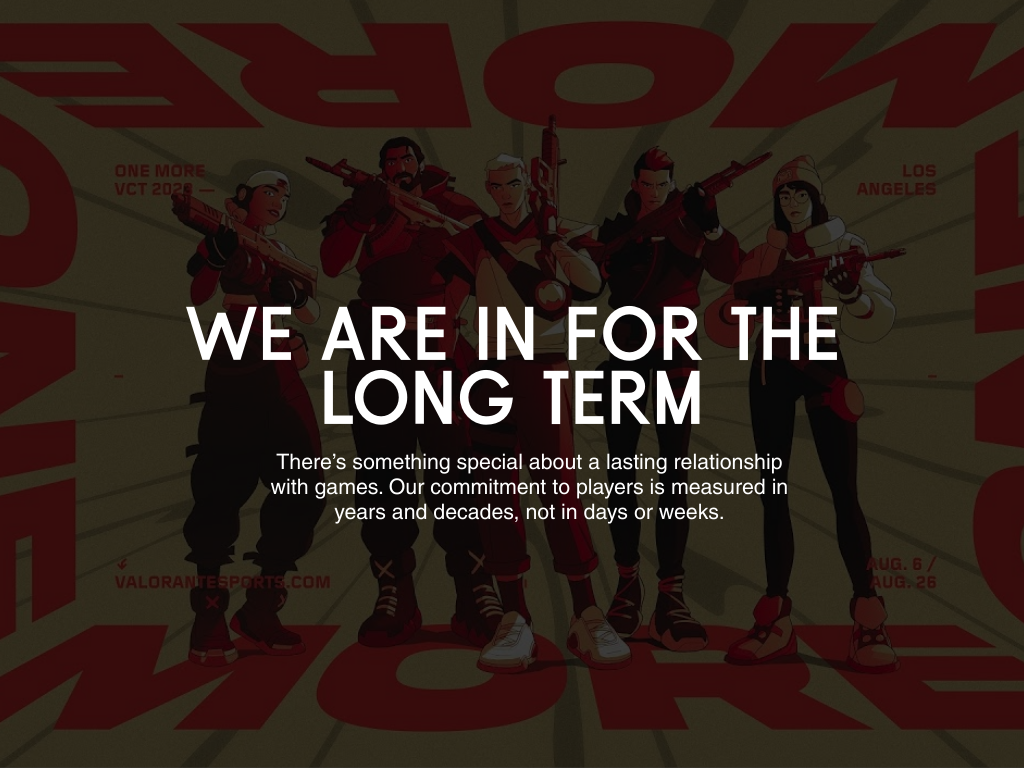 MORE
ONE MORE
VCT 2023 —
LOS
ANGELES
WE ARE IN FOR THE
LONG TERM
There’s something special about a lasting relationship
with games. Our commitment to players is measured in
years and decades, not in days or weeks.
VALORANTESPORTS.COM
AUG. 6 /
AUG. 26
MORE